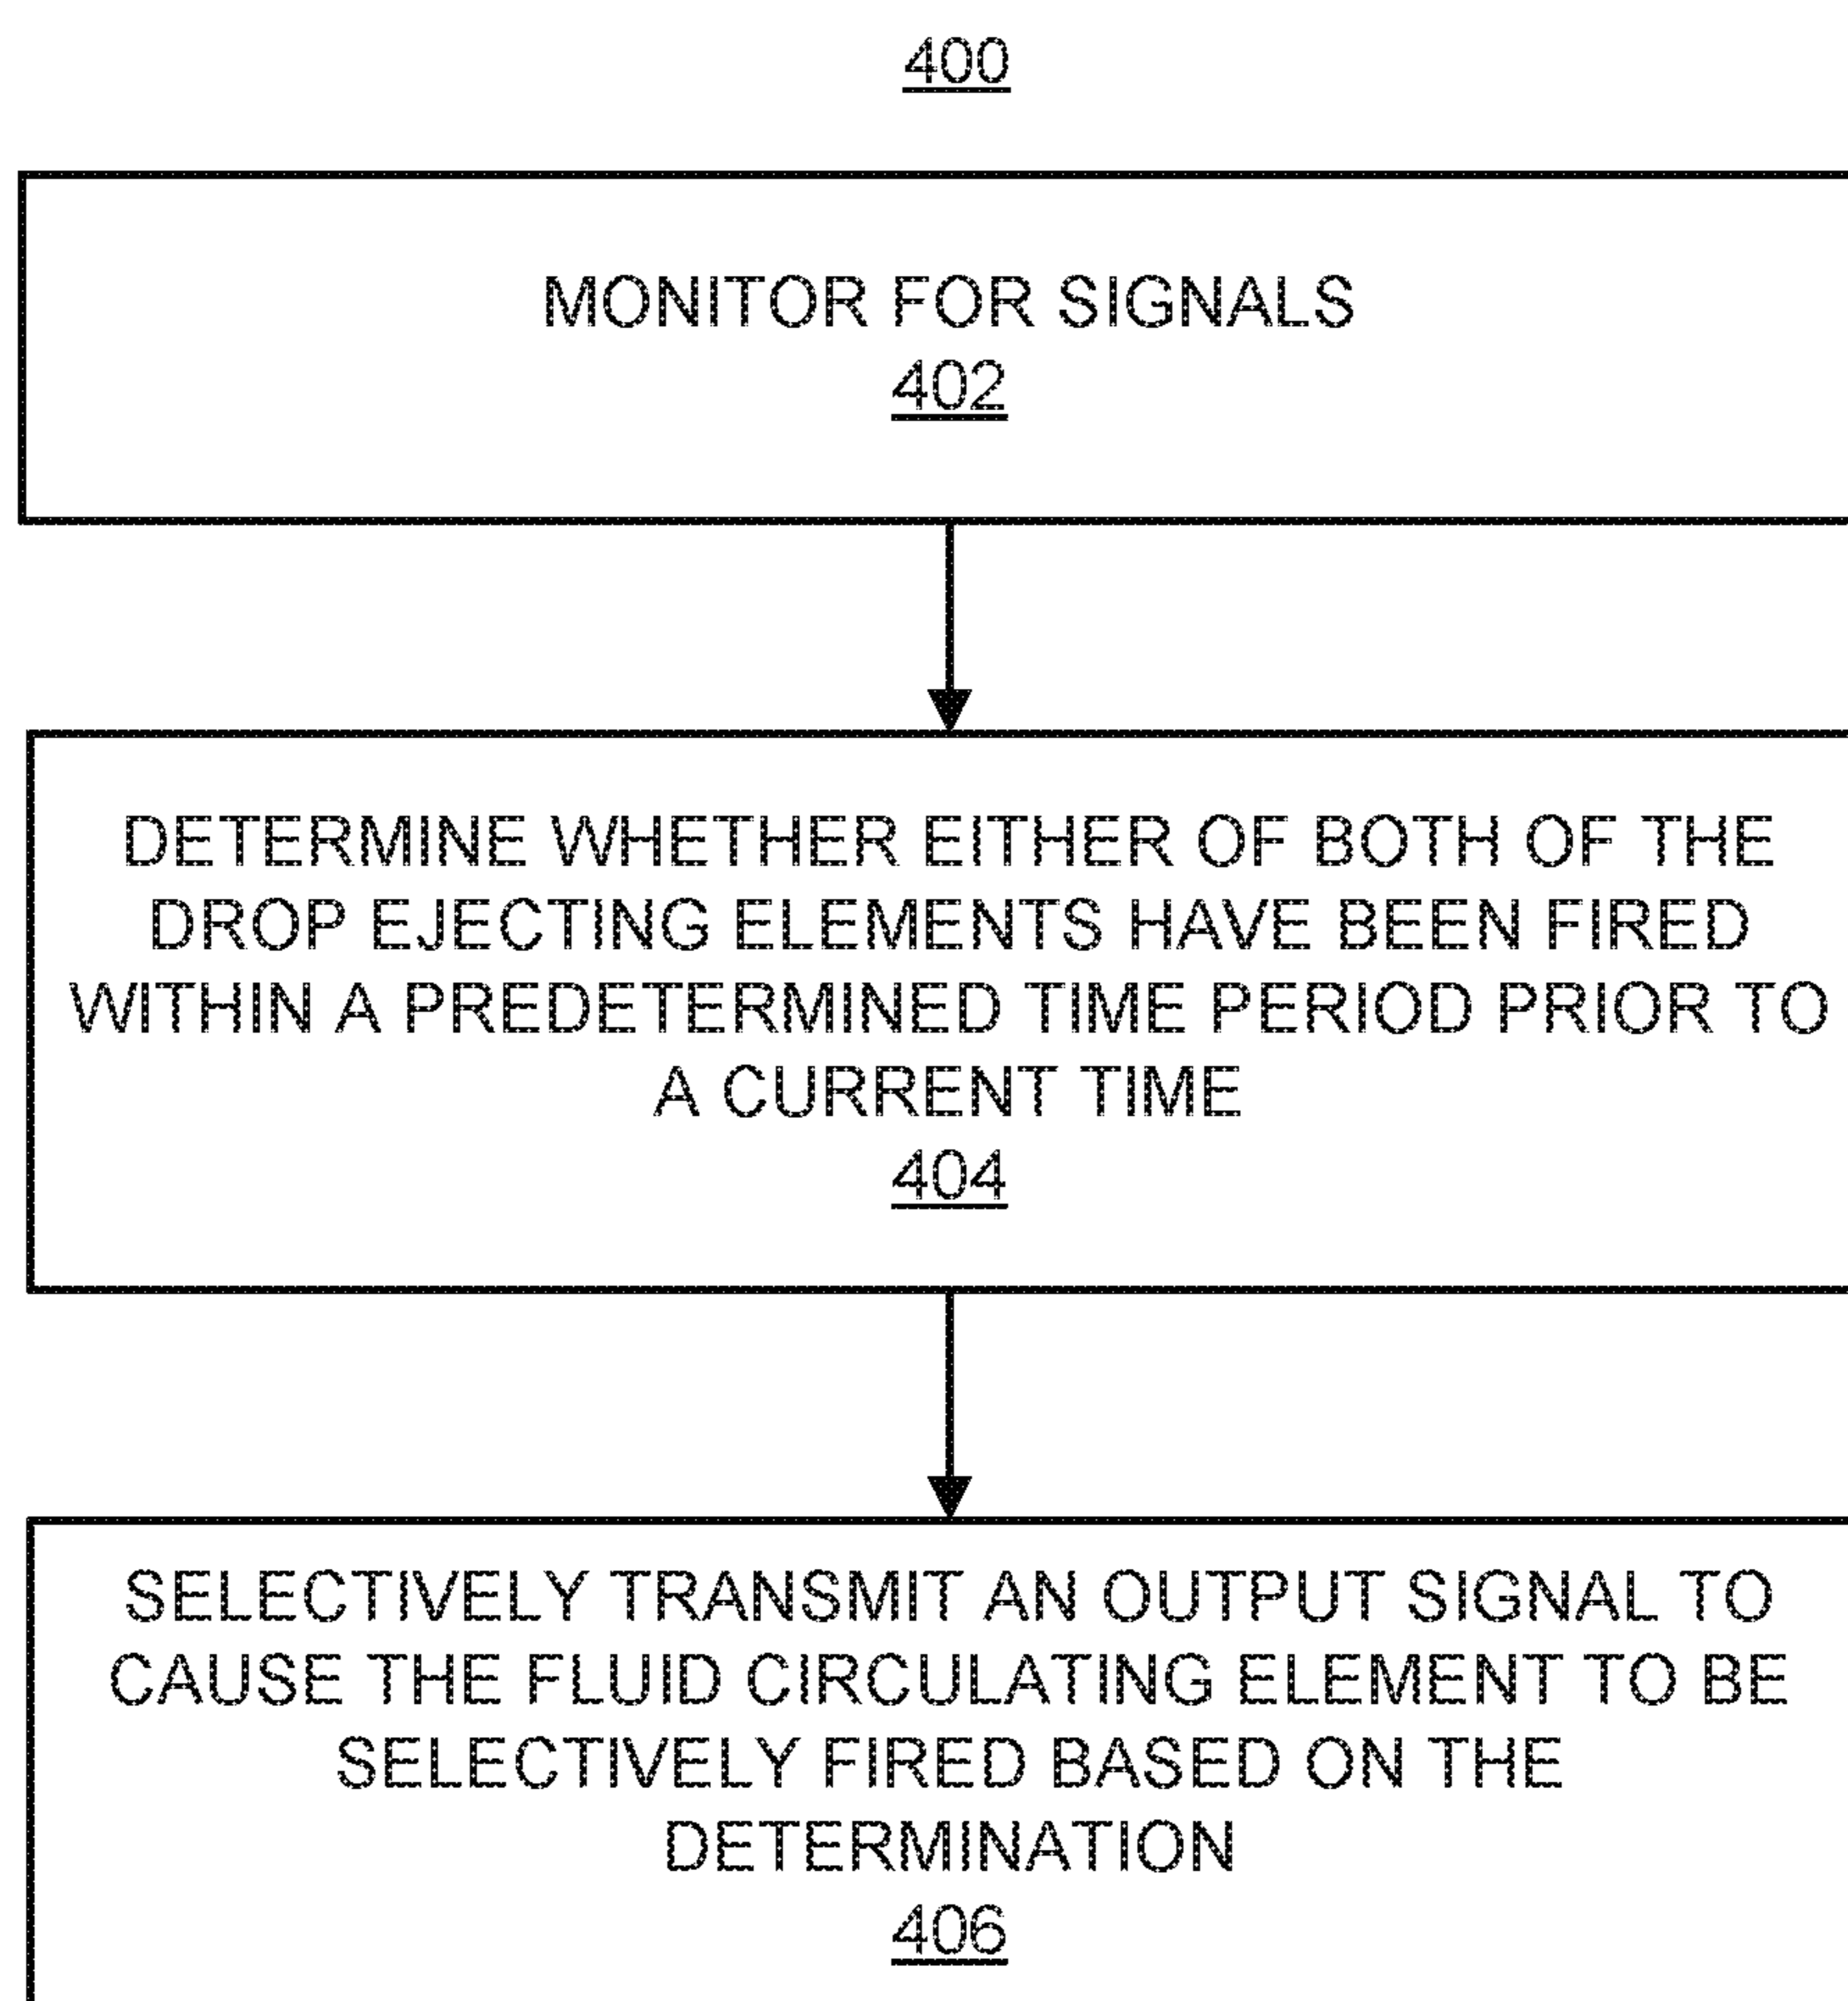 400
MONITOR FOR SIGNALS
402
DETERMINE WHETHER EITHER OF BOTH OF THE
DROP EJECTING ELEMENTS HAVE BEEN FIRED
WITHIN A PREDETERMINED TIME PERIOD PRIOR TO
A CURRENT TIME
404
SELECTIVELY TRANSMIT AN OUTPUT SIGNAL TO
CAUSE THE FLUID CIRCULATING ELEMENT TO BE
SELECTIVELY FIRED BASED ON THE
DETERMINATION
406